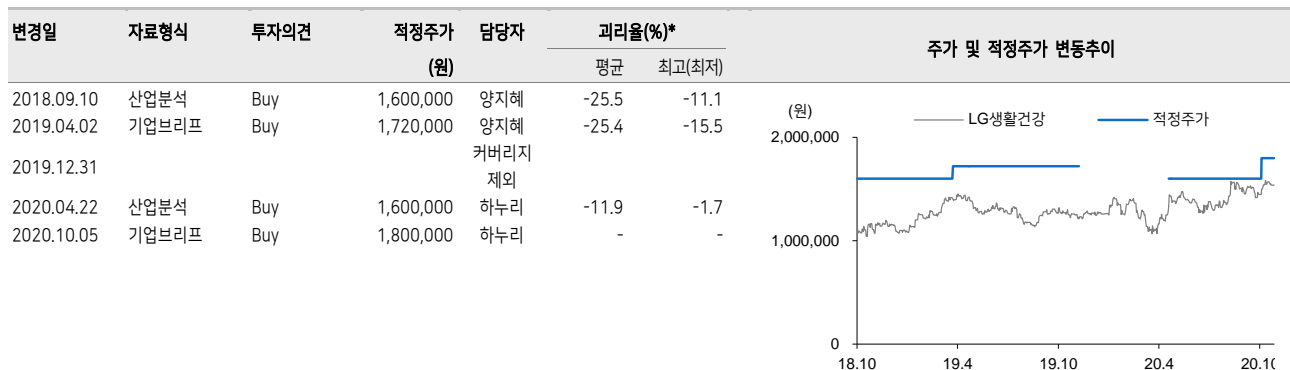 변경일 자료형식 투자의견 적정주가 담당자 괴리율(%)*
(원) 평균 최고(최저)
2018.09.10 산업분석 Buy 1,600,000 양지혜 -25.5 -11.1
2019.04.02 기업브리프 Buy 1,720,000 양지혜 -25.4 -15.5
2019.12.31 커버리지
제외
2020.04.22 산업분석 Buy 1,600,000 하누리 -11.9 -1.7
2020.10.05 기업브리프 Buy 1,800,000 하누리 - -
주가 및 적정주가 변동추이
(원) LG생활건강 적정주가
2,000,000
1,000,000
0
18.10 19.4 19.10 20.4 20.10